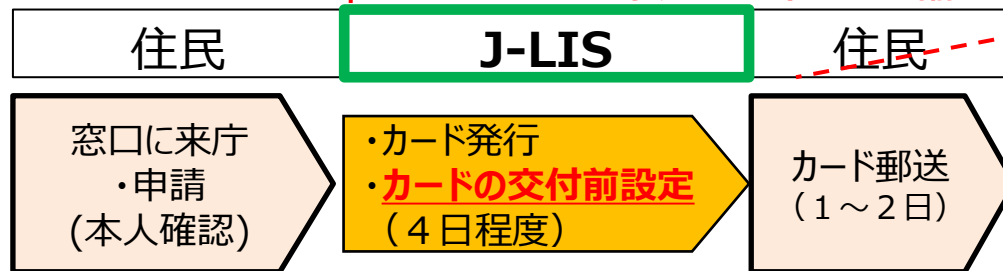 住民
J-LIS
住民
窓口に来庁
・申請
(本人確認)
・カード発行
・カードの交付前設定
（４日程度）
カード郵送
（１～２日）